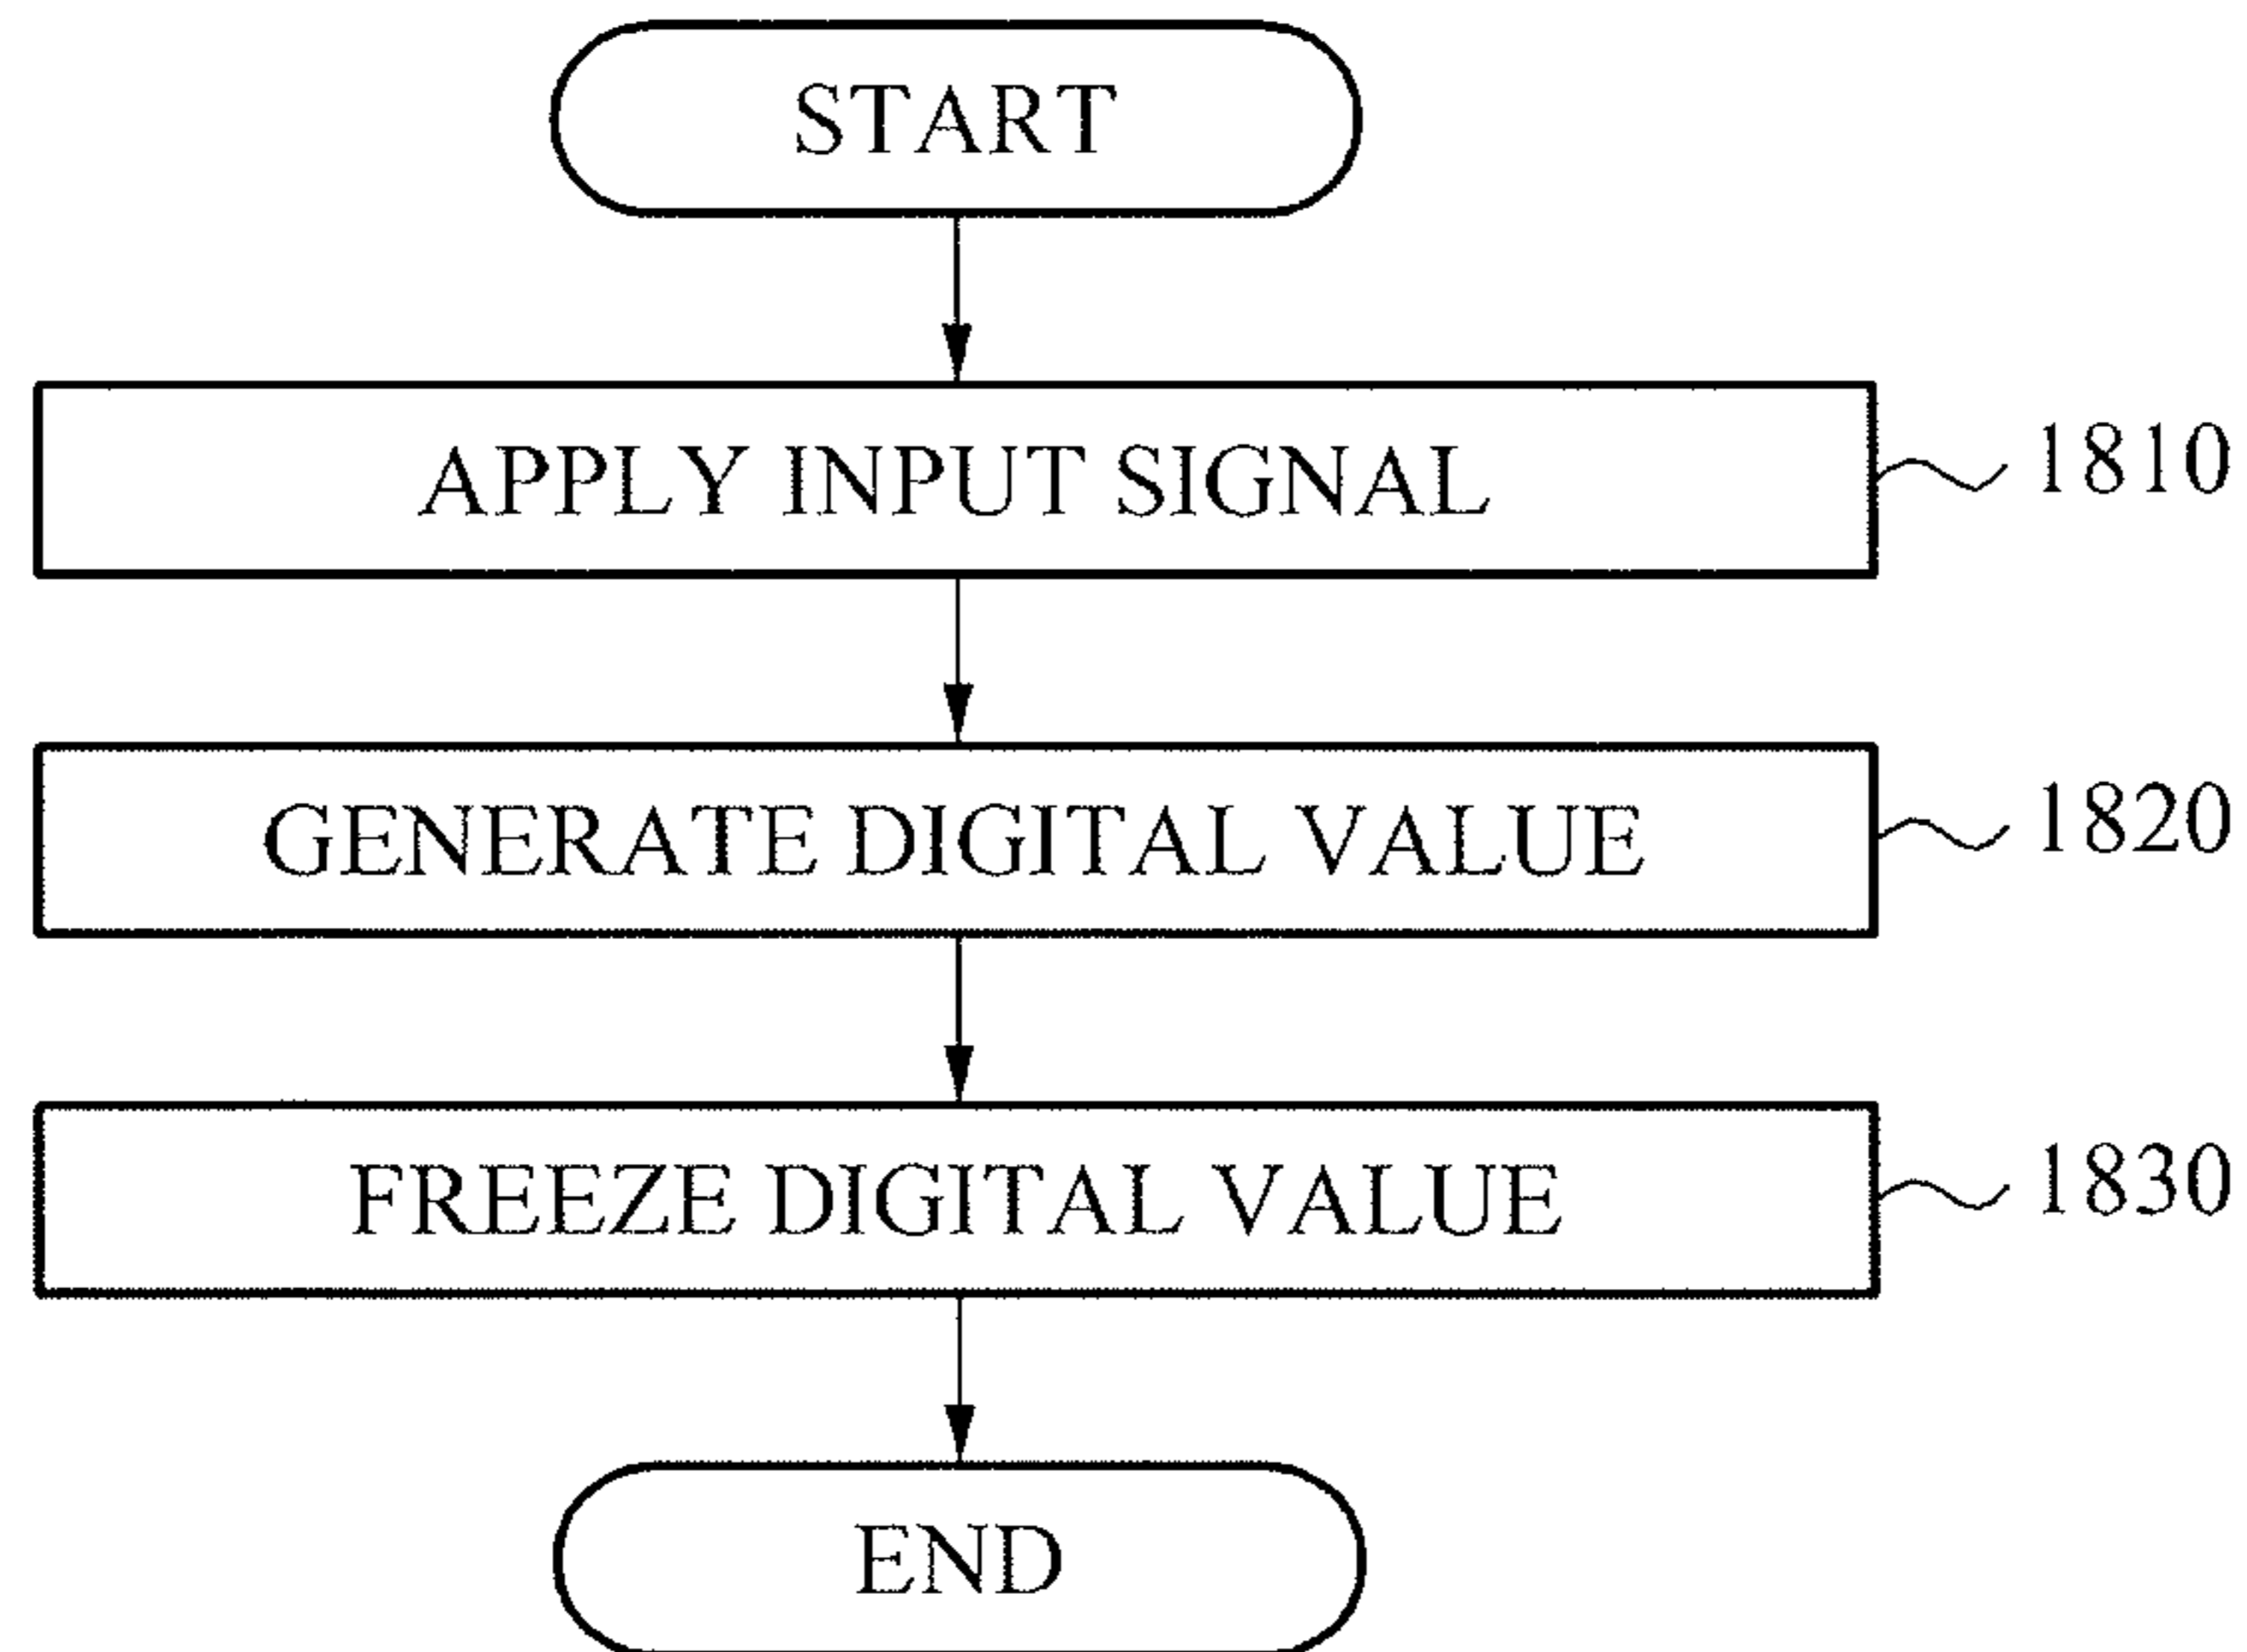 START
APPLY INPUT SIGNAL
1810
GENERATE DIGITAL VALUE
1820
FREEZE DIGITAL VALUE
1830
END